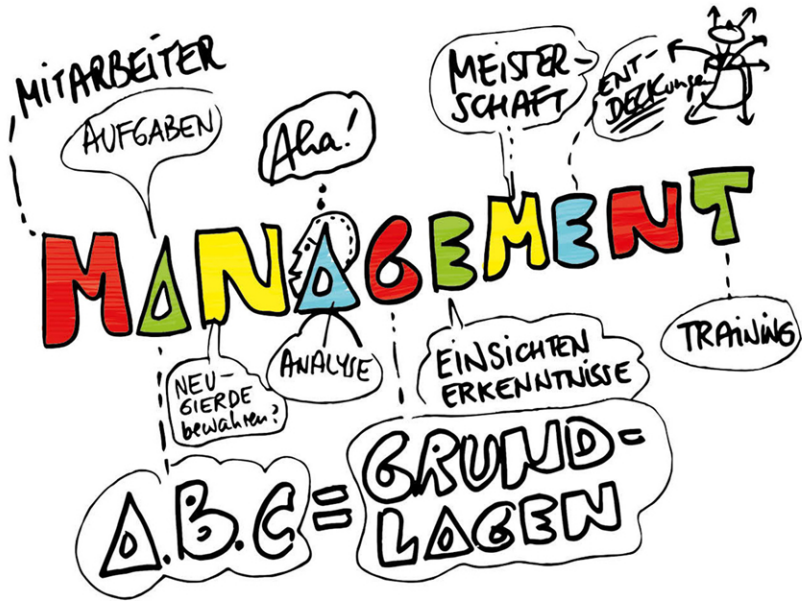 MITARBEITER
AUFGABEN
Aha!
MEISTER-
SCHAFT
ENT-
DECKungen
MANAGEMENT
NEU-
GIERDE
bewahren?
ANALYSE
EINSICHTEN
ERKENNTNISSE
TRAINING
A.B.C = GRUND-
LAGEN